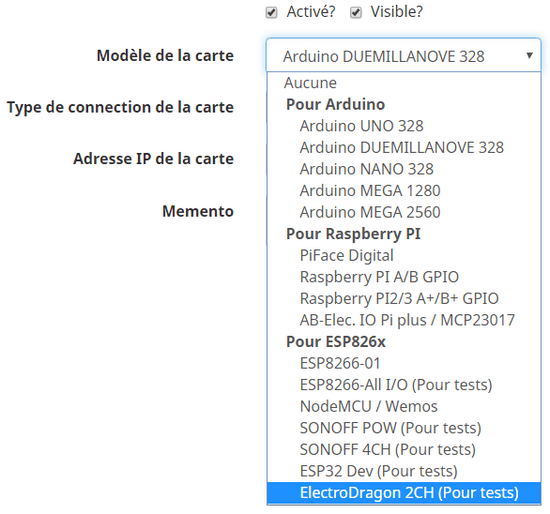 Activé? Visible?
Modèle de la carte Arduino DUEMILLANOVE 328
Aucune
Pour Arduino
Type de connection de la carte
Arduino UNO 328
Arduino DUEMILLANOVE 328
Adresse IP de la carte
Arduino NANO 328
Arduino MEGA 1280
Memento
Arduino MEGA 2560
Pour Raspberry PI
PiFace Digital
Raspberry PI A/B GPIO
Raspberry PI2/3 A+/B+ GPIO
AB-Elec. IO Pi plus / MCP23017
Pour ESP826x
ESP8266-01
ESP8266-All I/O (Pour tests)
NodeMCU / Wemos
SONOFF POW (Pour tests)
SONOFF 4CH (Pour tests)
ESP32 Dev (Pour tests)
ElectroDragon 2CH (Pour tests)